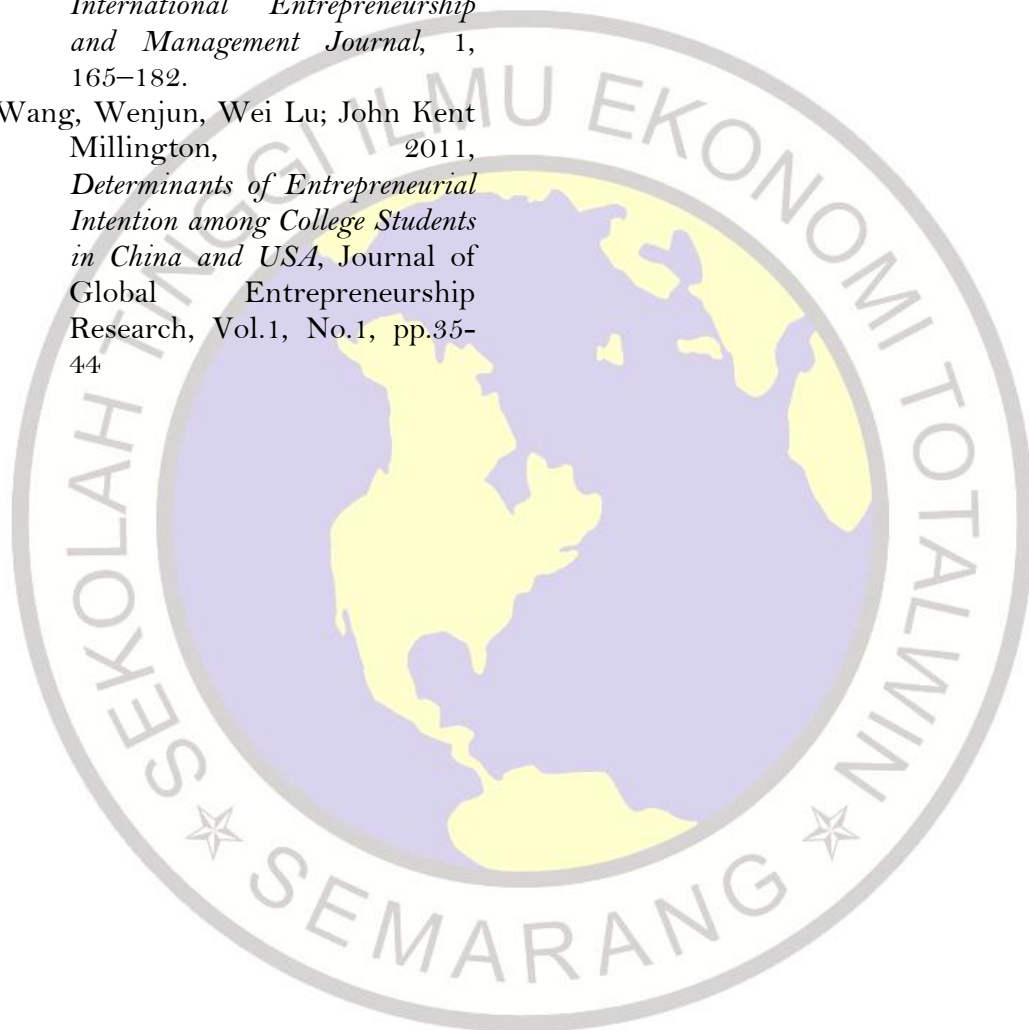 International Entrepreneurship
and Management Journal, 1,
165–182.
Wang, Wenjun, Wei Lu; John Kent
Millington, 2011,
Determinants of Entrepreneurial
Intention among College Students
in China and USA, Journal of
Global Entrepreneurship
Research, Vol.1, No.1, pp.35-
44
SEKOLAH TINGGI ILMU EKONOMI TOTALWIN
SEMARANG